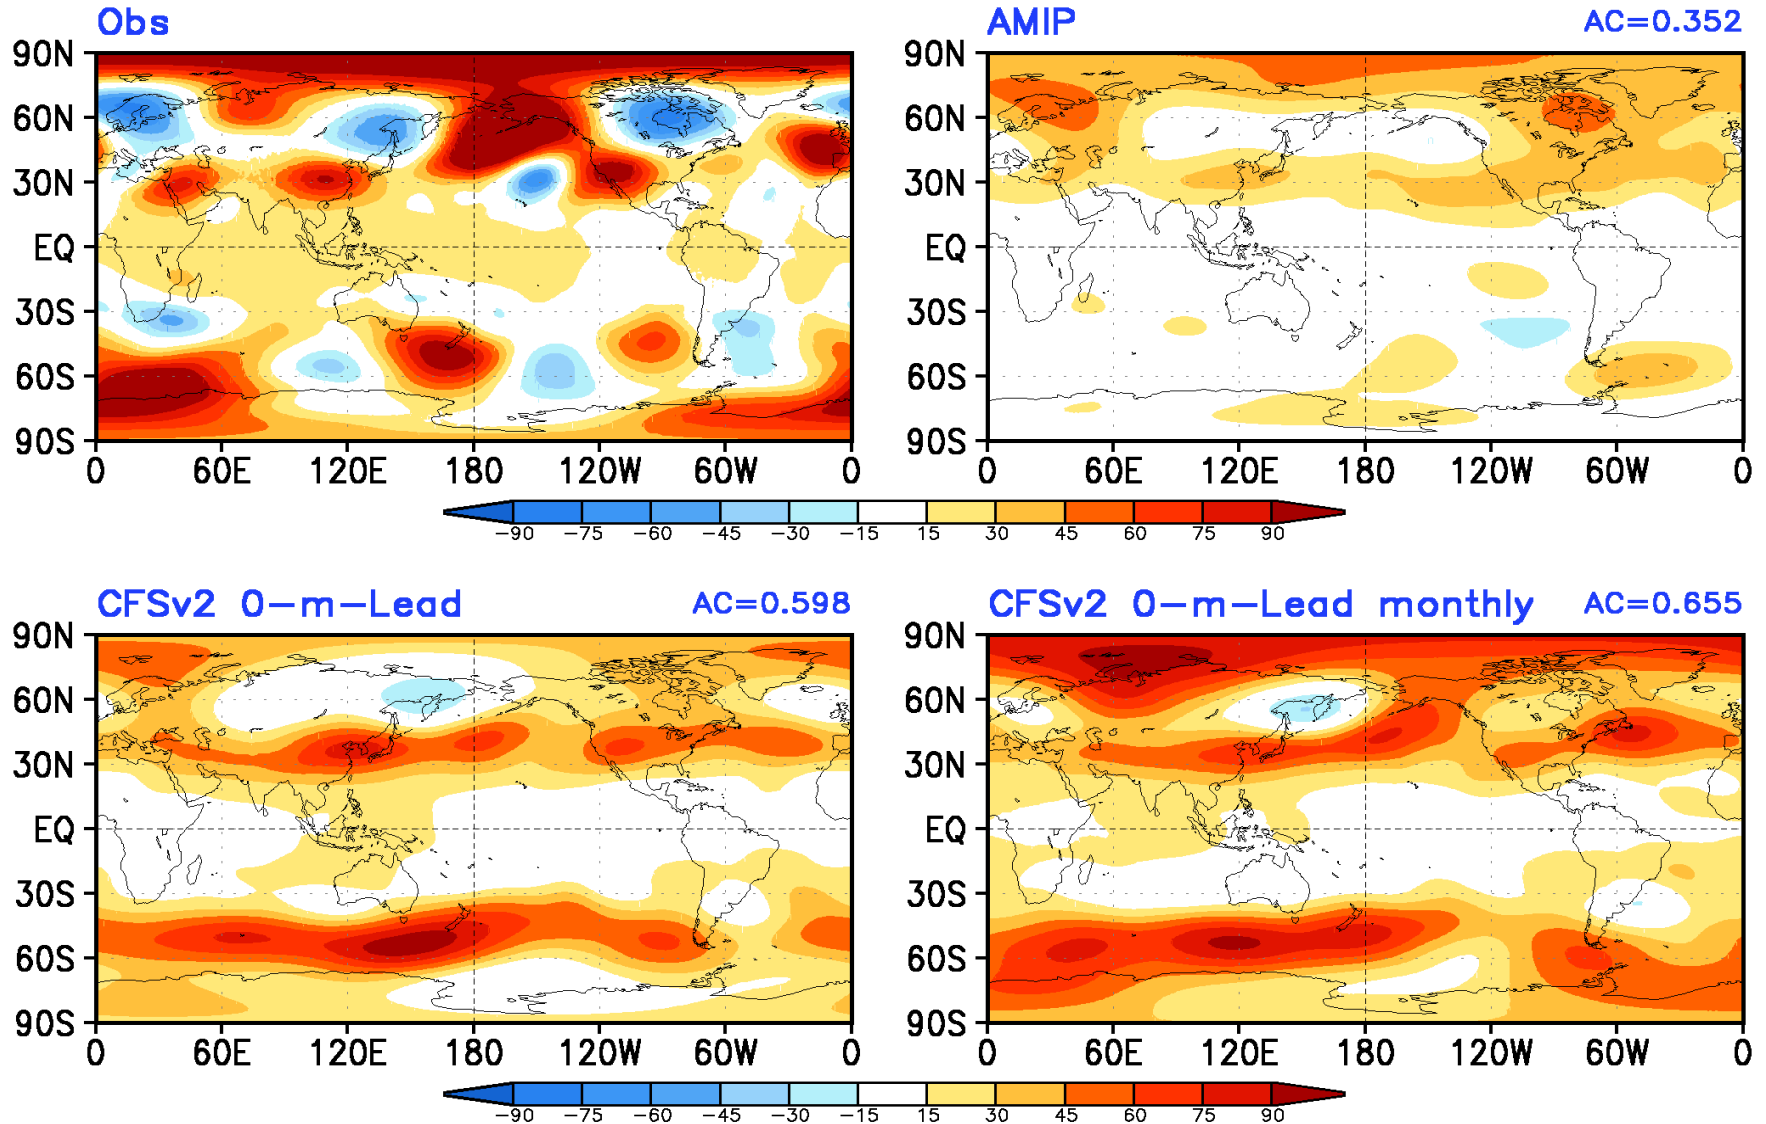 Obs
AMIP AC=0.352
90N 90N
60N 60N
30N 30N
EQ EQ
30S 30S
60S 60S
90S 90S
0 60E 120E 180 120W 60W 0 0 60E 120E 180 120W 60W 0
−90 −75 −60 −45 −30 −15 15 30 45 60 75 90
CFSv2 0−m−Lead AC=0.598
CFSv2 0−m−Lead monthly AC=0.655
90N 90N
60N 60N
30N 30N
EQ EQ
30S 30S
60S 60S
90S 90S
0 60E 120E 180 120W 60W 0 0 60E 120E 180 120W 60W 0
−90 −75 −60 −45 −30 −15 15 30 45 60 75 90